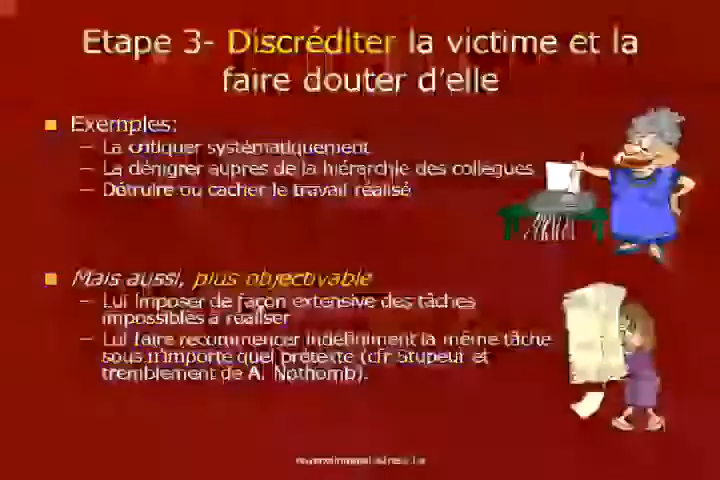 Etape 3- Discréditer la victime et la
faire douter d'elle
Exemples:
– La critiquer systématiquement
– La dénigrer auprès de la hiérarchie des collègues
– Détruire ou cacher le travail réalisé
Mais aussi, plus objectivable
– Lui imposer de façon extensive des tâches
impossibles à réaliser
– Lui faire recommencer indéfiniment la même tâche
sous n'importe quel prétexte (cfr Stupeur et
tremblement de A. Nothomb).